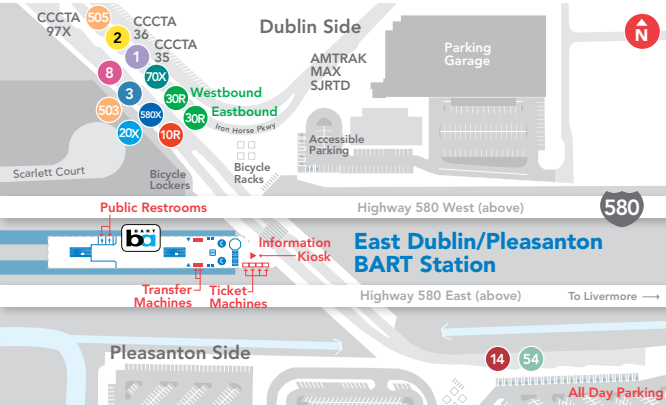 CCCTA
97X
505
CCCTA
36
2
CCCTA
35
1
8
70X
3
30R
Westbound
503
580X
30R
Eastbound
20X
10R
Iron Horse Pkwy
Dublin Side
AMTRAK
MAX
SJRTD
Parking
Garage
N
Accessible
Parking
Scarlett Court
Bicycle
Lockers
Bicycle
Racks
Public Restrooms
Highway 580 West (above)
580
BART
ba
Information
Kiosk
East Dublin/Pleasanton
BART Station
Transfer
Machines
Ticket
Machines
Highway 580 East (above)
To Livermore
Pleasanton Side
14
54
All Day Parking